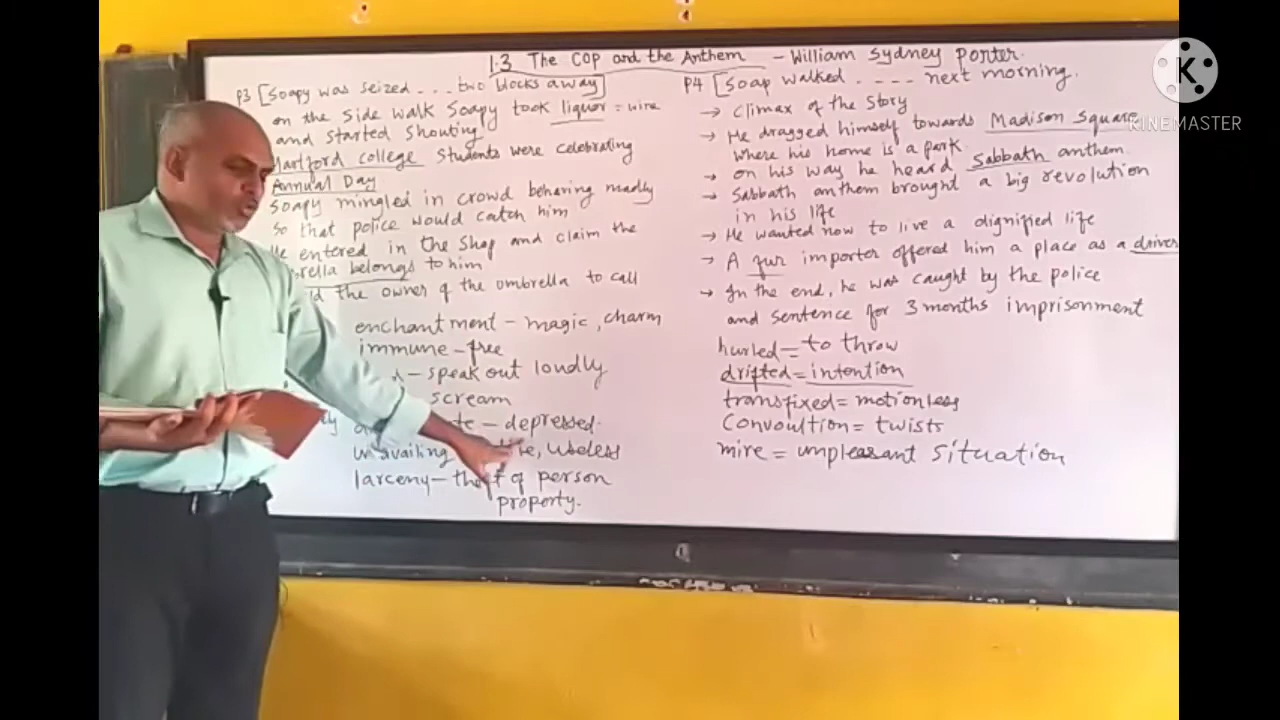 1.3 The Cop and the Anthem - William Sydney Porter.
P3 [Soapy was seized ... two blocks away]
on the side walk Soapy took liquor = wine
and started shouting
Hartford college students were celebrating
Annual Day
Soapy mingled in crowd behaving madly
so that police would catch him
He entered in the shop and claim the
umbrella belongs to him
the owner of the umbrella to call
enchantment - magic, charm
immune - free
- speak out loudly
scream
- depressed.
unavailing useless
larceny - theft of person
property.
P4 [Soap walked .... next morning.
→ Climax of the story
→ He dragged himself towards Madison Square
where his home is a park.
→ on his way he heard Sabbath anthem.
→ Sabbath anthem brought a big revolution
in his life
→ He wanted now to live a dignified life
→ A fur importer offered him a place as a driver
→ In the end, he was caught by the police
and sentence for 3 months imprisonment
hurled = to throw
drifted = intention
transfixed = motionless
Convoultion = twists
mire = unpleasant situation
K
KINEMASTER